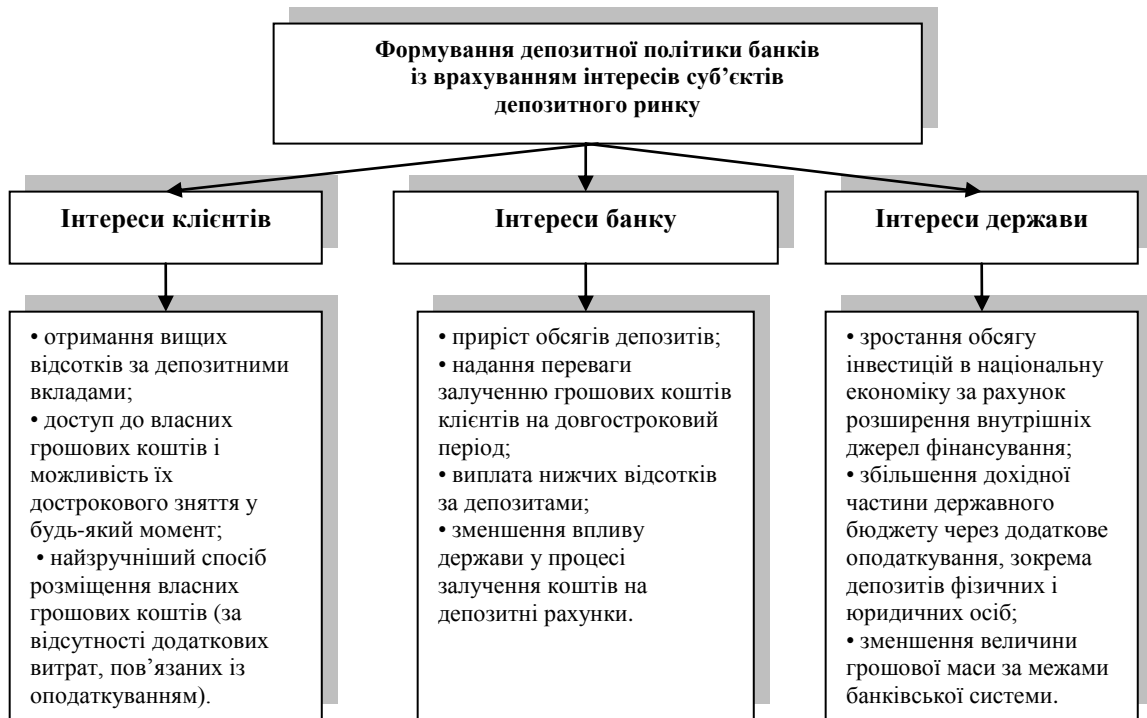 Формування депозитної політики банків
із врахуванням інтересів суб’єктів
депозитного ринку
Інтереси клієнтів
• отримання вищих
відсотків за депозитними
вкладами;
• доступ до власних
грошових коштів і
можливість їх
дострокового зняття у
будь-який момент;
• найзручніший спосіб
розміщення власних
грошових коштів (за
відсутності додаткових
витрат, пов’язаних із
оподаткуванням).
Інтереси банку
• приріст обсягів депозитів;
• надання переваги
залученню грошових коштів
клієнтів на довгостроковий
період;
• виплата нижчих відсотків
за депозитами;
• зменшення впливу
держави у процесі
залучення коштів на
депозитні рахунки.
Інтереси держави
• зростання обсягу
інвестицій в національну
економіку за рахунок
розширення внутрішніх
джерел фінансування;
• збільшення дохідної
частини державного
бюджету через додаткове
оподаткування, зокрема
депозитів фізичних і
юридичних осіб;
• зменшення величини
грошової маси за межами
банківської системи.